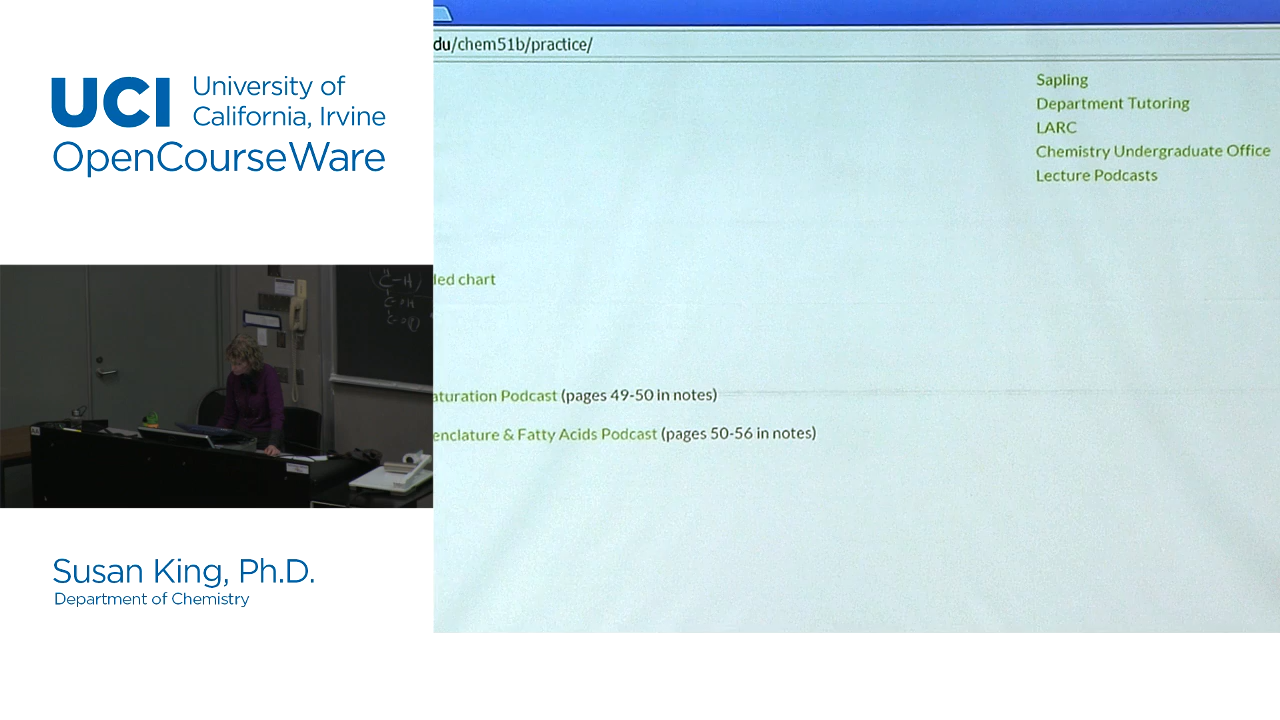 UCI University of
California, Irvine
OpenCourseWare
Susan King, Ph.D.
Department of Chemistry
du/chem51b/practice/
Sapling
Department Tutoring
LARC
Chemistry Undergraduate Office
Lecture Podcasts
led chart
aturation Podcast (pages 49-50 in notes)
enclature & Fatty Acids Podcast (pages 50-56 in notes)
C-H
C-OH